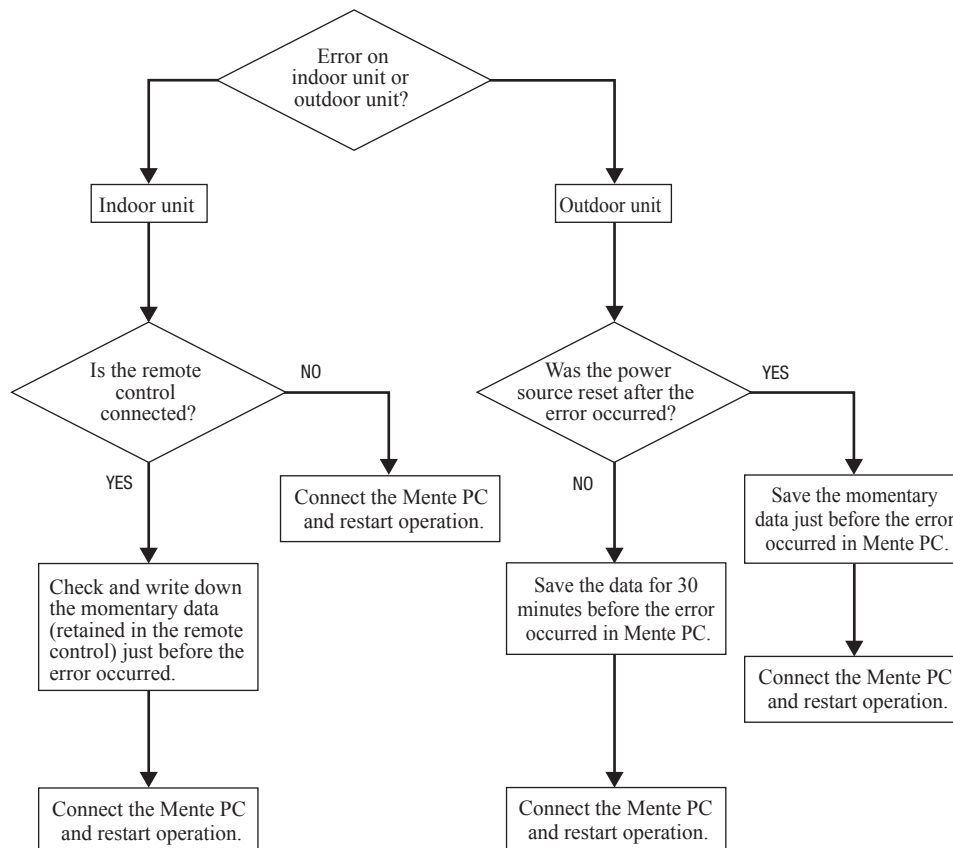 Error on
indoor unit or
outdoor unit?
Indoor unit
Outdoor unit
Is the remote
control
connected?
NO
YES
Was the power
source reset after the
error occurred?
YES
NO
Connect the Mente PC
and restart operation.
Save the momentary
data just before the error
occurred in Mente PC.
Check and write down
the momentary data
(retained in the remote
control) just before the
error occurred.
Save the data for 30
minutes before the error
occurred in Mente PC.
Connect the Mente PC
and restart operation.
Connect the Mente PC
and restart operation.
Connect the Mente PC
and restart operation.